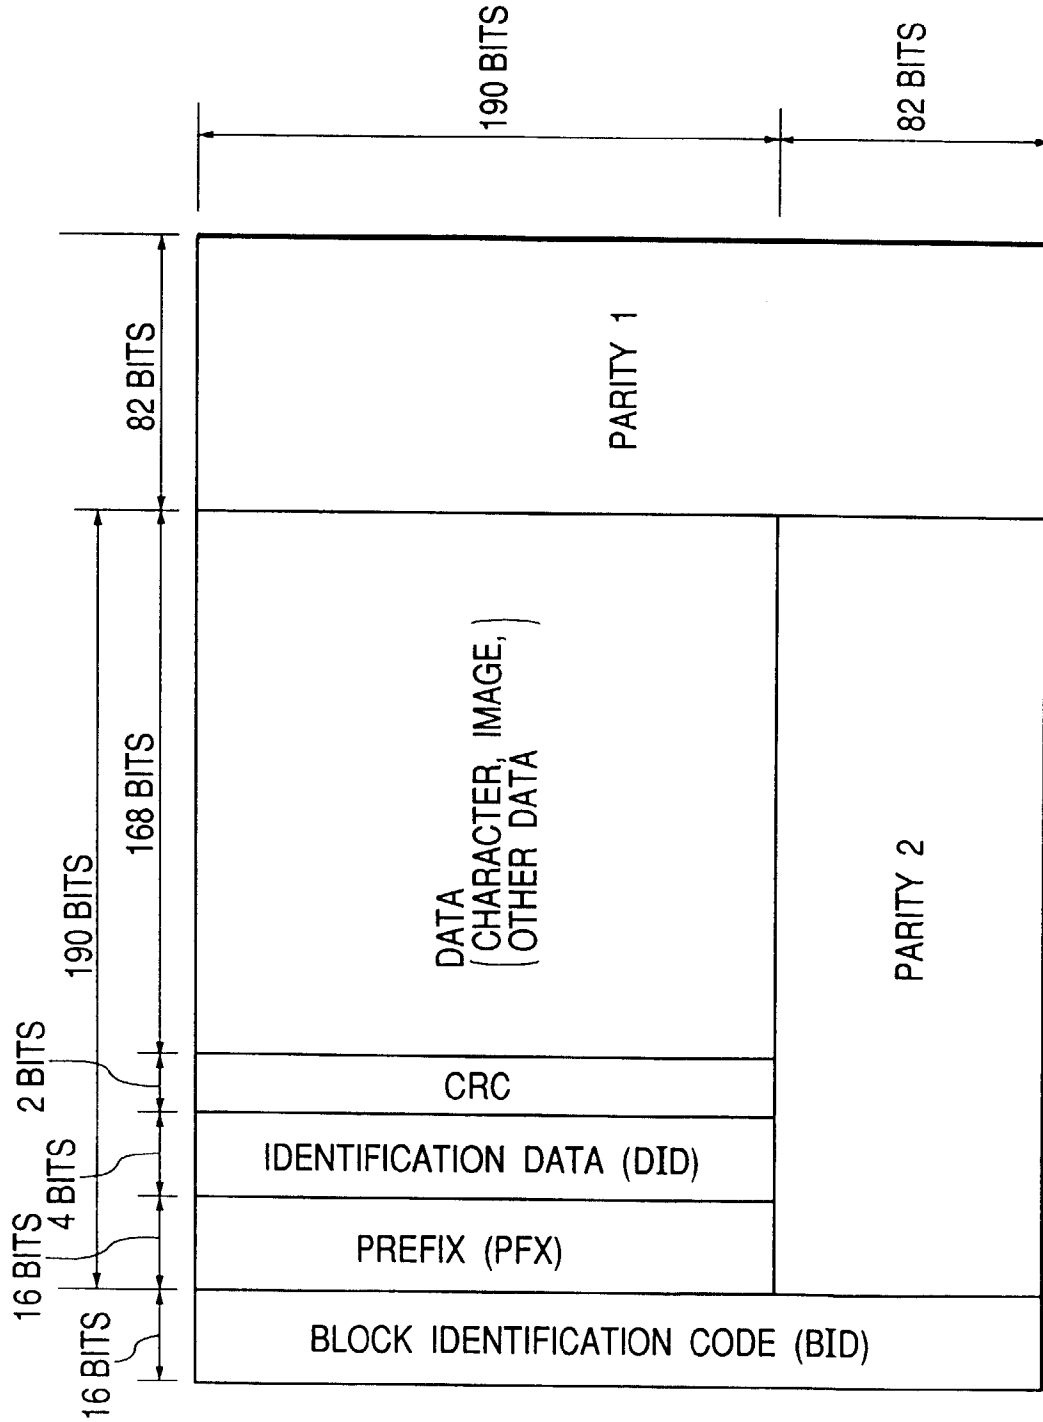 16 BITS
16 BITS
4 BITS
2 BITS
190 BITS
168 BITS
82 BITS
BLOCK IDENTIFICATION CODE (BID)
PREFIX (PFX)
IDENTIFICATION DATA (DID)
CRC
DATA
(CHARACTER, IMAGE,
OTHER DATA)
PARITY 1
PARITY 2
190 BITS
82 BITS